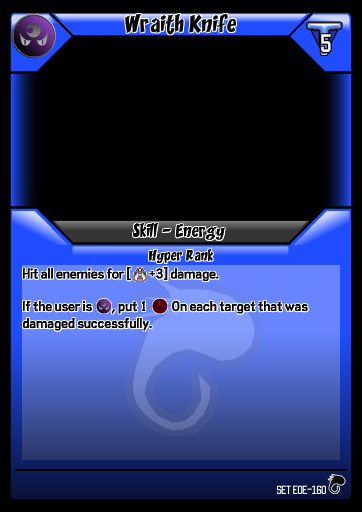 Wraith Knife
5
Skill - Energy
Hyper Rank
Hit all enemies for [ +3] damage.
If the user is , put 1 On each target that was
damaged successfully.
SET EOE-160